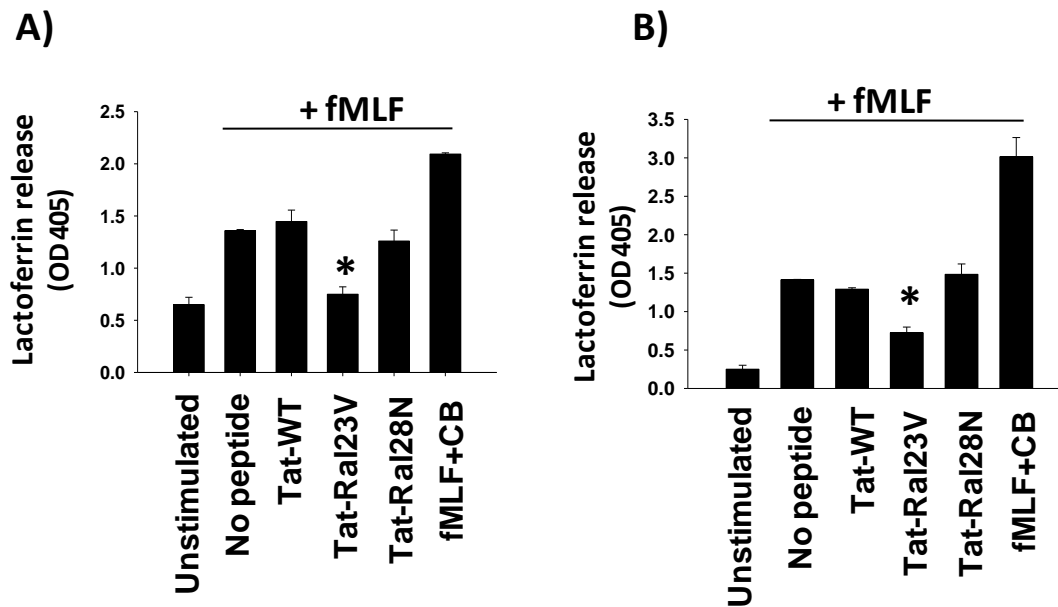 A)
+ fMLF
Lactoferrin release
(OD405)
2.5
2.0
1.5
1.0
0.5
0.0
*
Unstimulated
No peptide
Tat-WT
Tat-Ral23V
Tat-Ral28N
fMLF+CB
B)
+ fMLF
Lactoferrin release
(OD405)
3.5
3.0
2.5
2.0
1.5
1.0
0.5
0.0
*
Unstimulated
No peptide
Tat-WT
Tat-Ral23V
Tat-Ral28N
fMLF+CB